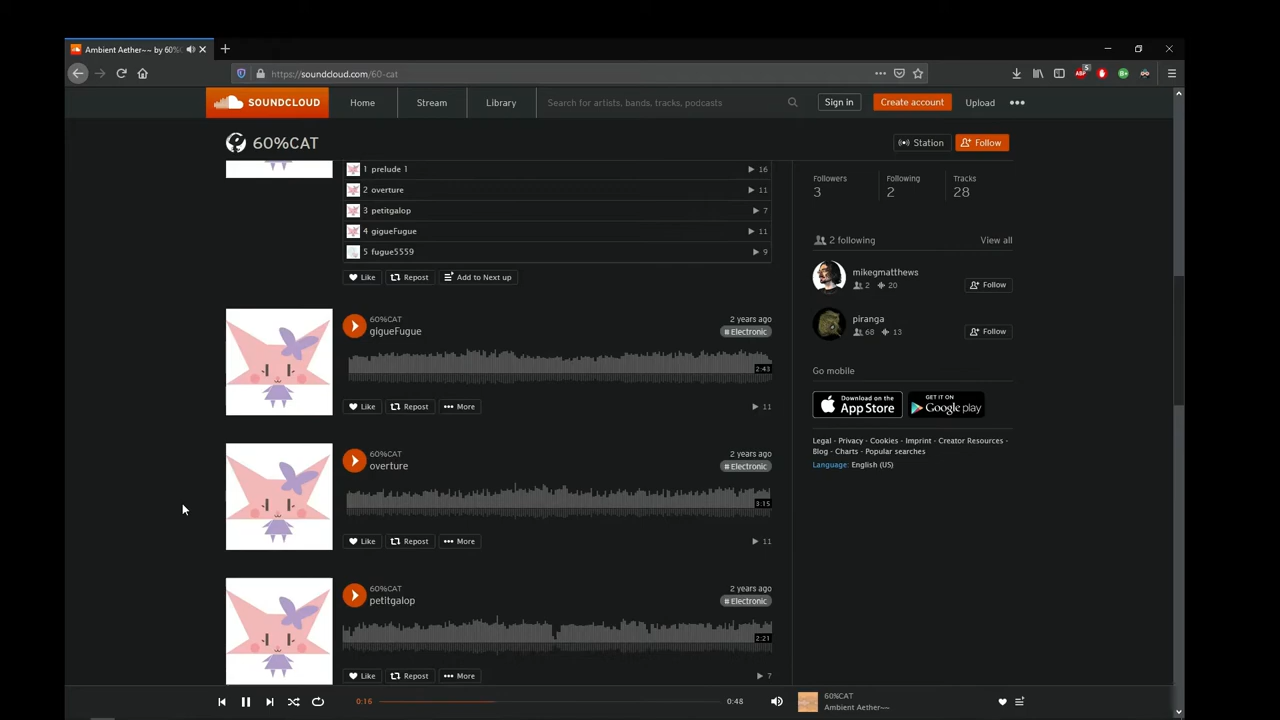 Ambient Aether~~ by 60%C
https://soundcloud.com/60-cat
5
ABP
SOUNDCLOUD
Home
Stream
Library
Search for artists, bands, tracks, podcasts
Sign in
Create account
Upload
60%CAT
Station
Follow
1 prelude 1
16
2 overture
11
3 petitgalop
7
4 gigueFugue
11
5 fugue5559
9
Like
Repost
Add to Next up
60%CAT
2 years ago
gigueFugue
# Electronic
2:43
Like
Repost
More
11
60%CAT
2 years ago
overture
# Electronic
3:15
Like
Repost
More
11
60%CAT
2 years ago
petitgalop
# Electronic
2:21
Like
Repost
More
7
Followers
3
Following
2
Tracks
28
2 following
View all
mikegmatthews
2
20
Follow
piranga
68
13
Follow
Go mobile
Download on the
App Store
GET IT ON
Google play
Legal - Privacy - Cookies - Imprint - Creator Resources -
Blog - Charts - Popular searches
Language: English (US)
0:16
0:48
60%CAT
Ambient Aether~~